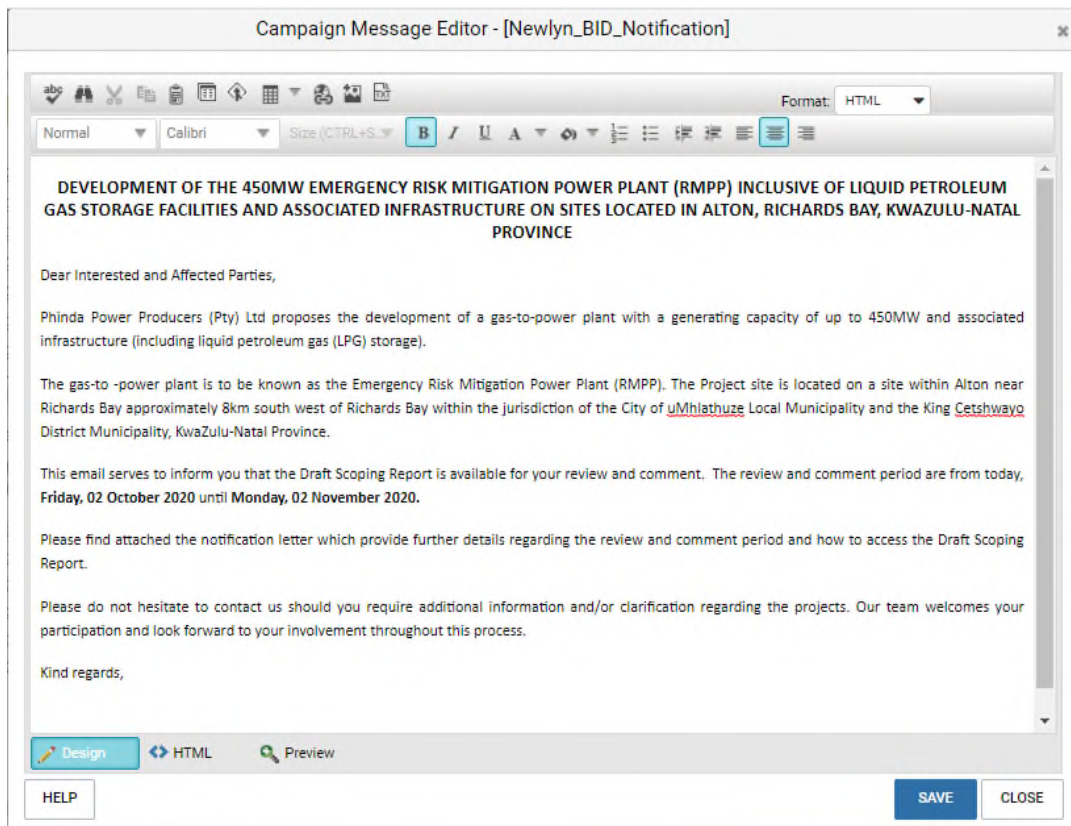 Campaign Message Editor - [Newlyn_BID_Notification]
abc
TXT
Format: HTML
Normal Calibri Size (CTRL+S... B I U A
DEVELOPMENT OF THE 450MW EMERGENCY RISK MITIGATION POWER PLANT (RMPP) INCLUSIVE OF LIQUID PETROLEUM
GAS STORAGE FACILITIES AND ASSOCIATED INFRASTRUCTURE ON SITES LOCATED IN ALTON, RICHARDS BAY, KWAZULU-NATAL
PROVINCE
Dear Interested and Affected Parties,
Phinda Power Producers (Pty) Ltd proposes the development of a gas-to-power plant with a generating capacity of up to 450MW and associated
infrastructure (including liquid petroleum gas (LPG) storage).
The gas-to -power plant is to be known as the Emergency Risk Mitigation Power Plant (RMPP). The Project site is located on a site within Alton near
Richards Bay approximately 8km south west of Richards Bay within the jurisdiction of the City of uMhlathuze Local Municipality and the King Cetshwayo
District Municipality, KwaZulu-Natal Province.
This email serves to inform you that the Draft Scoping Report is available for your review and comment.  The review and comment period are from today,
Friday, 02 October 2020 until Monday, 02 November 2020.
Please find attached the notification letter which provide further details regarding the review and comment period and how to access the Draft Scoping
Report.
Please do not hesitate to contact us should you require additional information and/or clarification regarding the projects. Our team welcomes your
participation and look forward to your involvement throughout this process.
Kind regards,
Design HTML Preview
HELP SAVE CLOSE